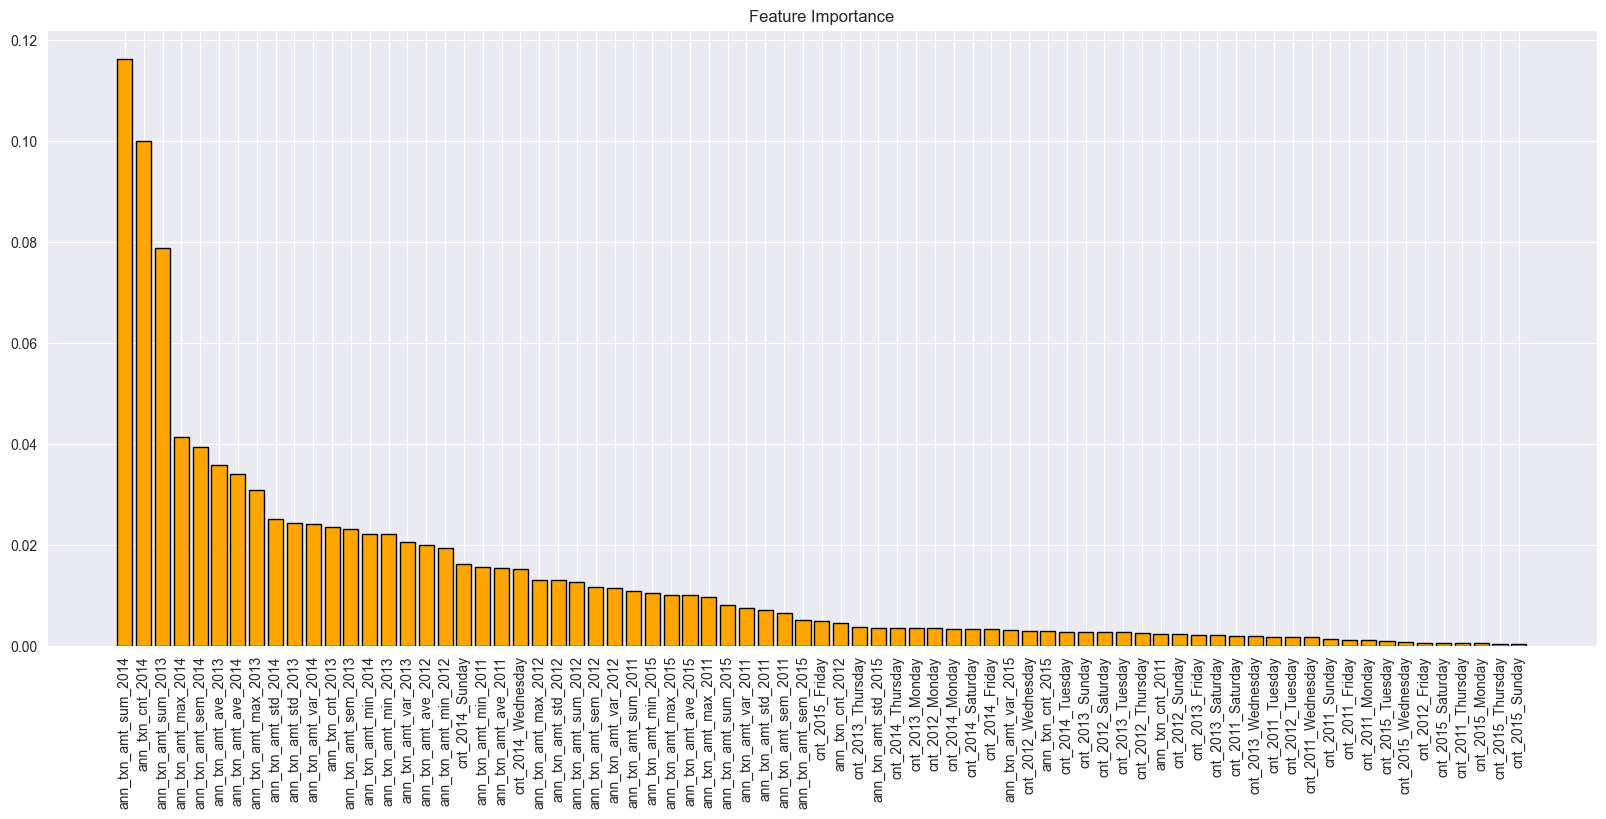 Feature Importance
0.12
0.10
0.08
0.06
0.04
0.02
0.00
ann_txn_amt_sum_2014
ann_txn_cnt_2014
ann_txn_amt_sum_2013
ann_txn_amt_max_2014
ann_txn_amt_sem_2014
ann_txn_amt_ave_2013
ann_txn_amt_ave_2014
ann_txn_amt_max_2013
ann_txn_amt_std_2014
ann_txn_amt_std_2013
ann_txn_amt_var_2014
ann_txn_cnt_2013
ann_txn_amt_sem_2013
ann_txn_amt_min_2014
ann_txn_amt_min_2013
ann_txn_amt_var_2013
ann_txn_amt_ave_2012
ann_txn_amt_min_2012
cnt_2014_Sunday
ann_txn_amt_min_2011
ann_txn_amt_ave_2011
cnt_2014_Wednesday
ann_txn_amt_max_2012
ann_txn_amt_std_2012
ann_txn_amt_sum_2012
ann_txn_amt_sem_2012
ann_txn_amt_var_2012
ann_txn_amt_sum_2011
ann_txn_amt_min_2015
ann_txn_amt_max_2015
ann_txn_amt_ave_2015
ann_txn_amt_max_2011
ann_txn_amt_sum_2015
ann_txn_amt_var_2011
ann_txn_amt_std_2011
ann_txn_amt_sem_2011
ann_txn_amt_sem_2015
cnt_2015_Friday
ann_txn_cnt_2012
cnt_2013_Thursday
ann_txn_amt_std_2015
cnt_2014_Thursday
cnt_2013_Monday
cnt_2012_Monday
cnt_2014_Monday
cnt_2014_Saturday
cnt_2014_Friday
ann_txn_amt_var_2015
cnt_2012_Wednesday
ann_txn_cnt_2015
cnt_2014_Tuesday
cnt_2013_Sunday
cnt_2012_Saturday
cnt_2013_Tuesday
cnt_2012_Thursday
ann_txn_cnt_2011
cnt_2012_Sunday
cnt_2013_Friday
cnt_2013_Saturday
cnt_2011_Saturday
cnt_2013_Wednesday
cnt_2011_Tuesday
cnt_2012_Tuesday
cnt_2011_Wednesday
cnt_2011_Sunday
cnt_2011_Friday
cnt_2011_Monday
cnt_2015_Tuesday
cnt_2015_Wednesday
cnt_2012_Friday
cnt_2015_Saturday
cnt_2011_Thursday
cnt_2015_Monday
cnt_2015_Thursday
cnt_2015_Sunday